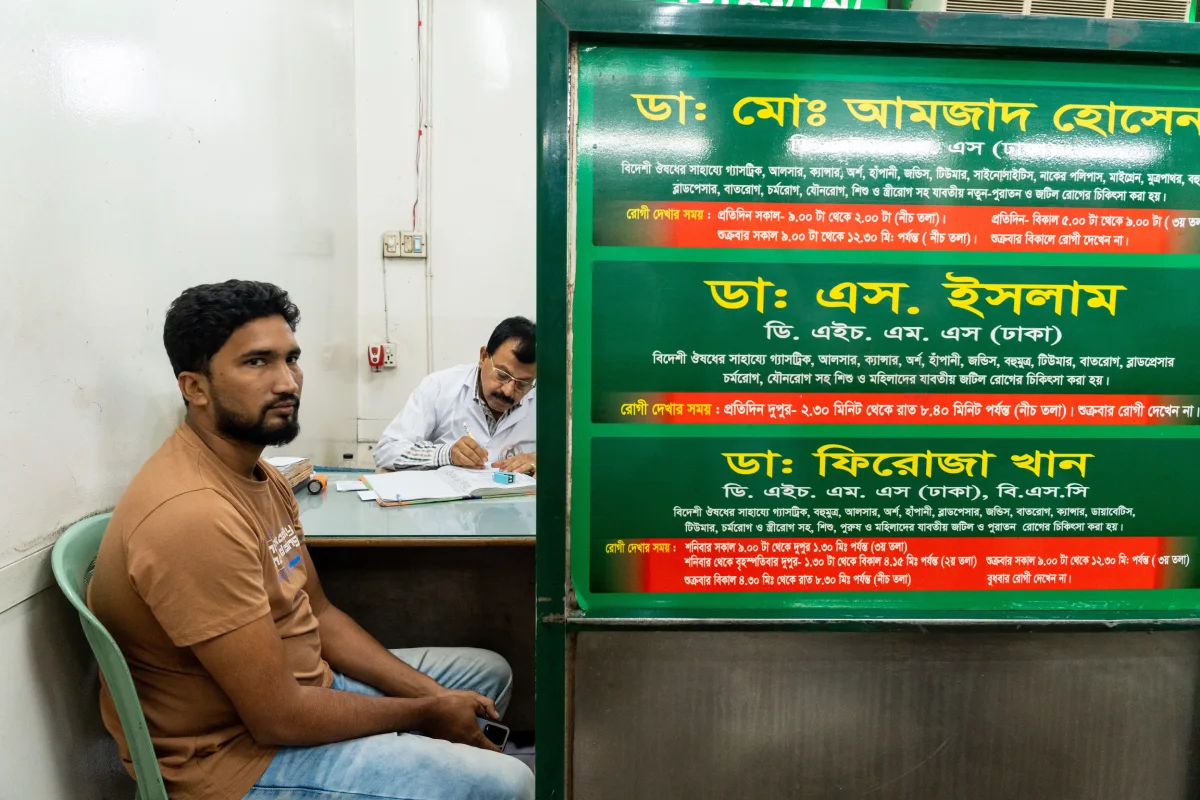 ডা: মোঃ আমজাদ হোসেন
এস (ঢাকা)
বিদেশী ঔষধের সাহায্যে গ্যাসট্রিক, আলসার, ক্যান্সার, অর্শ, হাঁপানী, জন্ডিস, টিউমার, সাইনোসাইটিস, নাকের পলিপাস, মাইগ্রেন, মুত্রপাথর,
ব্লাডপেসার, বাতরোগ, চর্মরোগ, যৌনরোগ, শিশু ও স্ত্রীরোগ সহ যাবতীয় নতুন-পুরাতন ও জটিল রোগের চিকিৎসা করা হয়।
রোগী দেখার সময় : প্রতিদিন সকাল- ৯.০০ টা থেকে ২.০০ টা (নীচ তলা)। প্রতিদিন- বিকাল ৫.০০ টা থেকে ৯.০০ টা ( ৩য়
শুক্রবার সকাল ৯.০০ টা থেকে ১২.৩০ মি: পর্যন্ত ( নীচ তলা)। শুক্রবার বিকালে রোগী দেখেন না।
ডা: এস. ইসলাম
ডি. এইচ. এম. এস (ঢাকা)
বিদেশী ঔষধের সাহায্যে গ্যাসট্রিক, আলসার, ক্যান্সার, অর্শ, হাঁপানী, জন্ডিস, বহুমুত্র, টিউমার, বাতরোগ, ব্লাডপ্রেসার
চর্মরোগ, যৌনরোগ সহ শিশু ও মহিলাদের যাবতীয় জটিল রোগের চিকিৎসা করা হয়।
রোগী দেখার সময় : প্রতিদিন দুপুর- ২.৩০ মিনিট থেকে রাত ৮.৪০ মিনিট পর্যন্ত (নীচ তলা)। শুক্রবার রোগী দেখেন না।
ডা: ফিরোজা খান
ডি. এইচ. এম. এস (ঢাকা), বি.এস.সি
বিদেশী ঔষধের সাহায্যে গ্যাসট্রিক, বহুমুত্র, আলসার, অর্শ, হাঁপানী, ব্লাডপেসার, জন্ডিস, বাতরোগ, ক্যান্সার, ডায়াবেটিস,
টিউমার, চর্মরোগ ও স্ত্রীরোগ সহ, শিশু, পুরুষ ও মহিলাদের যাবতীয় জটিল ও পুরাতন রোগের চিকিৎসা করা হয়।
রোগী দেখার সময় : শনিবার সকাল ৯.০০ টা থেকে দুপুর ১.৩০ মিঃ পর্যন্ত (৩য় তলা)
শনিবার থেকে বৃহস্পতিবার দুপুর- ১.৩০ টা থেকে বিকাল ৪.১৫ মিঃ পর্যন্ত (২য় তলা) শুক্রবার সকাল ৯.০০ টা থেকে ১২.৩০ মি: পর্যন্ত ( ৩য় তলা)
শুক্রবার বিকাল ৪.৩০ মিঃ থেকে রাত ৮.৩০ মিঃ পর্যন্ত (নীচ তলা) বুধবার রোগী দেখেন না।